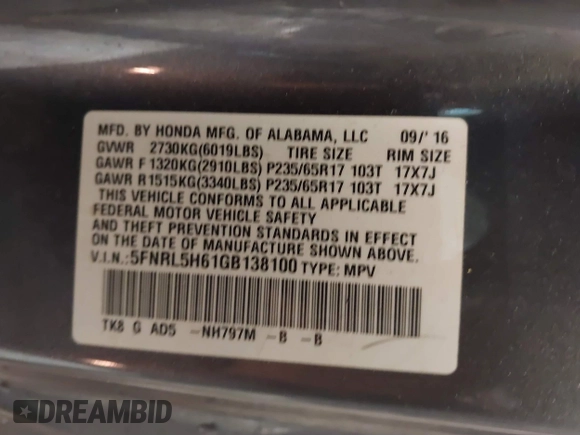 MFD. BY HONDA MFG. OF ALABAMA, LLC 09/'16
GVWR 2730KG(6019LBS) TIRE SIZE RIM SIZE
GAWR F 1320KG(2910LBS) P235/65R17 103T 17X7J
GAWR R1515KG(3340LBS) P235/65R17 103T 17X7J
THIS VEHICLE CONFORMS TO ALL APPLICABLE
FEDERAL MOTOR VEHICLE SAFETY
AND THEFT PREVENTION STANDARDS IN EFFECT
ON THE DATE OF MANUFACTURE SHOWN ABOVE.
V.I.N.:5FNRL5H61GB138100 TYPE: MPV
TK8 G AD5 -NH797M -B -B
DREAMBID